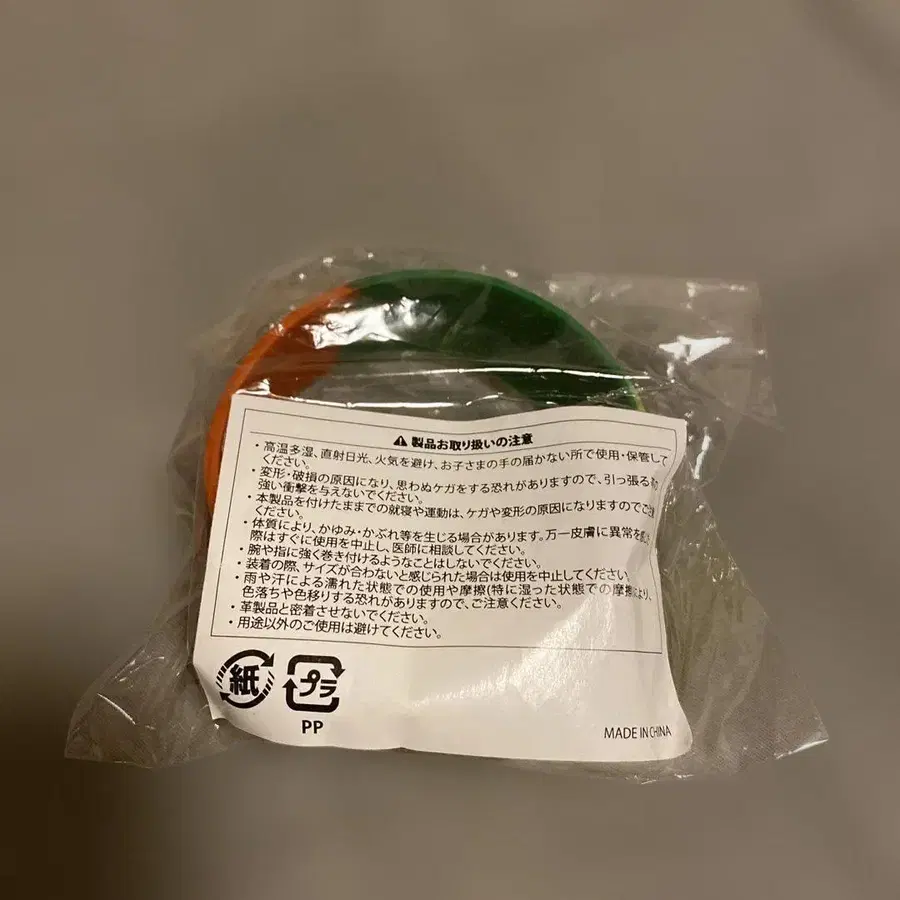 ⚠ 製品お取り扱いの注意
・高温多湿、直射日光、火気を避け、お子さまの手の届かない所で使用・保管して
ください。
・変形・破損の原因になり、思わぬケガをする恐れがありますので、引っ張る
強い衝撃を与えないでください。
・本製品を付けたままでの就寝や運動は、ケガや変形の原因になりますのでご注意
ください。
・体質により、かゆみ・かぶれ等を生じる場合があります。万一皮膚に異常を
際はすぐに使用を中止し、医師に相談してください。
・腕や指に強く巻き付けるようなことはしないでください。
・装着の際、サイズが合わないと感じられた場合は使用を中止してください。
・雨や汗による濡れた状態での使用や摩擦(特に湿った状態での摩擦)により、
色落ちや色移りする恐れがありますので、ご注意ください。
・革製品と密着させないでください。
・用途以外のご使用は避けてください。
紙
プラ
PP
MADE IN CHINA